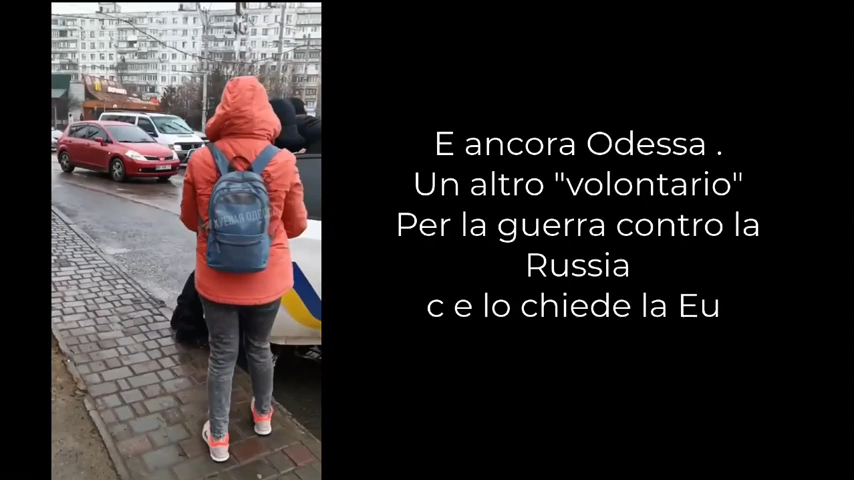 E ancora Odessa .
Un altro "volontario"
Per la guerra contro la
Russia
c e lo chiede la Eu